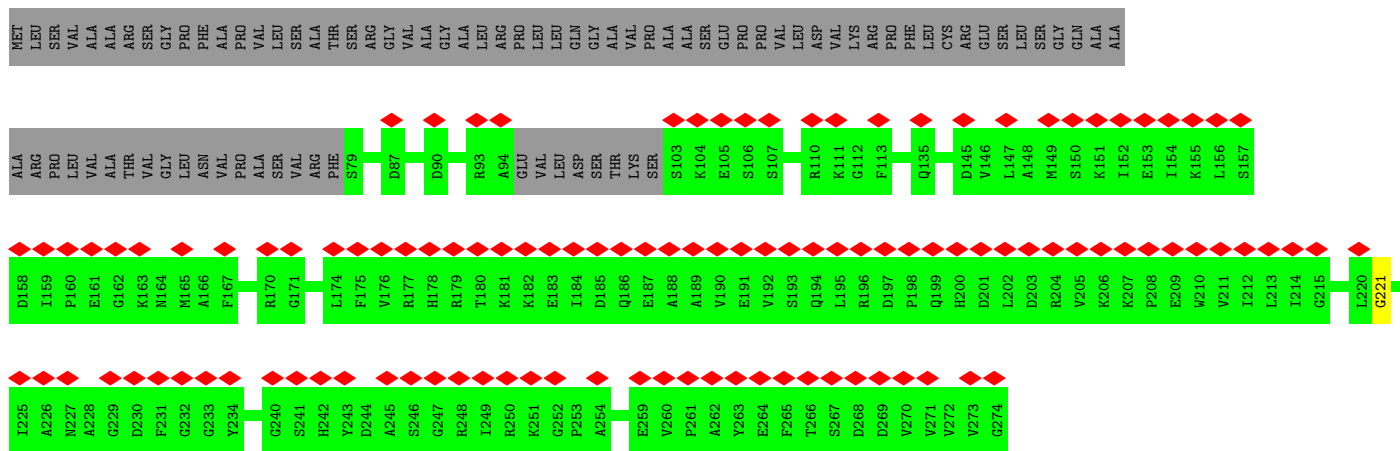 MET LEU SER VAL ALA ALA ARG SER GLY PRO PHE ALA PRO VAL LEU SER ALA THR SER ARG GLY VAL ALA GLY ALA LEU ARG PRO LEU LEU GLN GLY ALA VAL PRO ALA ALA SER GLU PRO PRO VAL LEU ASP VAL LYS ARG PRO PHE LEU CYS ARG GLU SER LEU SER GLY GLN ALA ALA
ALA ARG PRO LEU VAL ALA THR VAL GLY LEU ASN VAL PRO ALA SER VAL ARG PHE S79 D87 D90 R93 A94 GLU VAL LEU ASP SER THR LYS SER S103 K104 E105 S106 S107 R110 K111 G112 F113 Q135 D145 V146 L147 A148 M149 S150 K151 I152 E153 I154 K155 L156 S157
D158 I159 P160 E161 G162 K163 N164 M165 A166 F167 R170 G171 L174 F175 V176 R177 H178 R179 T180 K181 K182 E183 I184 D185 Q186 E187 A188 A189 V190 E191 V192 S193 Q194 L195 R196 D197 P198 Q199 H200 D201 L202 D203 R204 V205 K206 K207 P208 E209 W210 V211 I212 L213 I214 G215 L220 G221
I225 A226 N227 A228 G229 D230 F231 G232 G233 Y234 G240 S241 H242 Y243 D244 A245 S246 G247 R248 I249 R250 K251 G252 P253 A254 E259 V260 P261 A262 Y263 E264 F265 T266 S267 D268 D269 V270 V271 V272 V273 G274